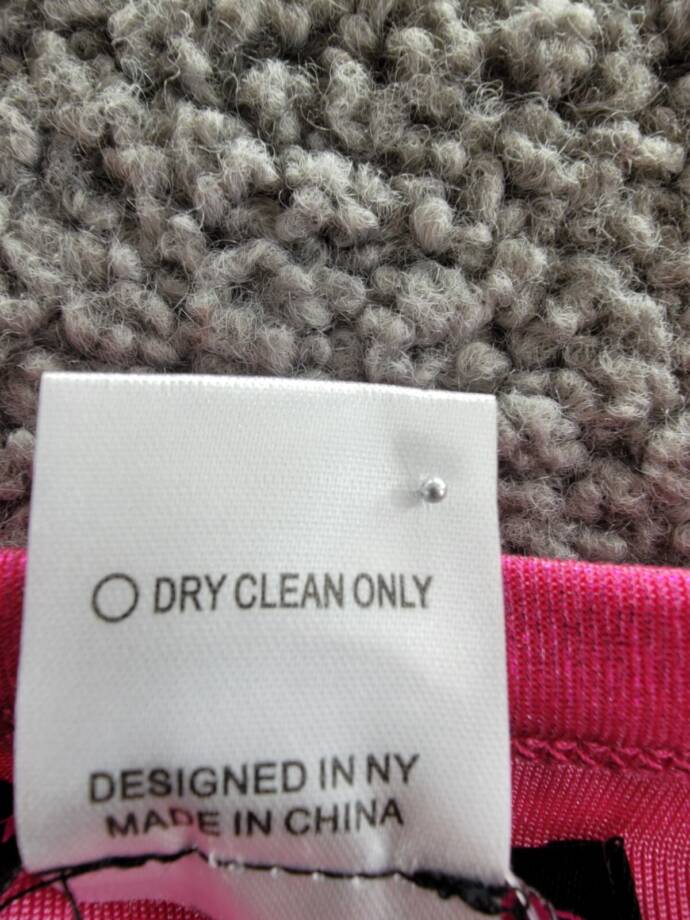 DRY CLEAN ONLY
DESIGNED IN NY
MADE IN CHINA